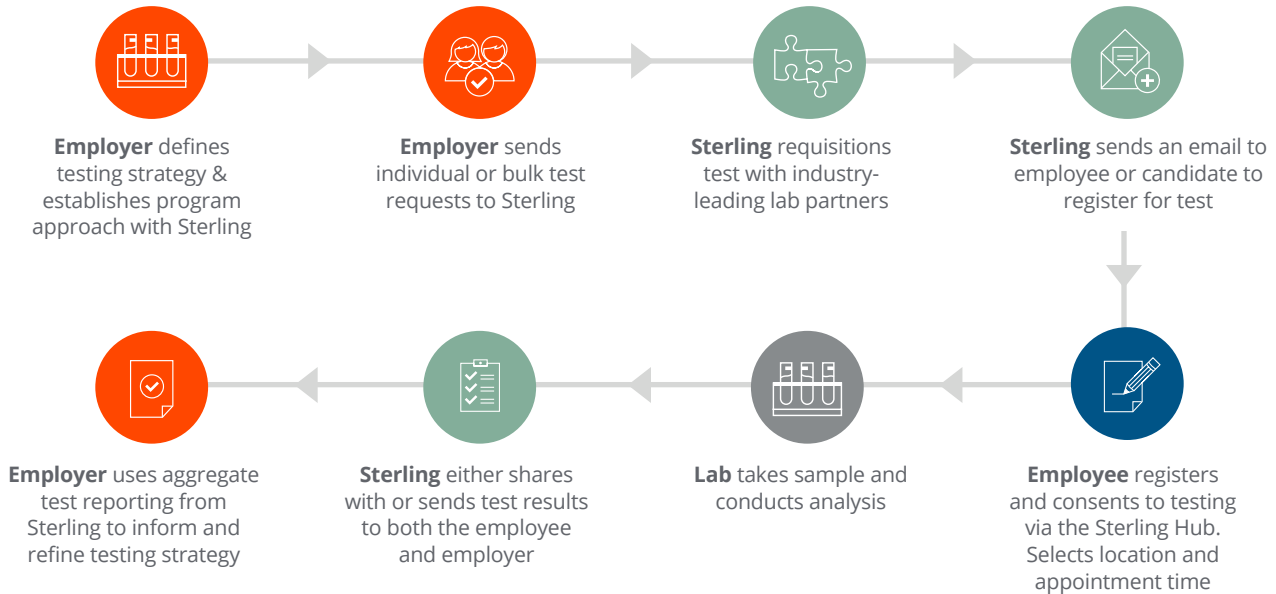 Employer defines
testing strategy &
establishes program
approach with Sterling
Employer sends
individual or bulk test
requests to Sterling
Sterling requisitions
test with industry-
leading lab partners
Sterling sends an email to
employee or candidate to
register for test
Employee registers
and consents to testing
via the Sterling Hub.
Selects location and
appointment time
Lab takes sample and
conducts analysis
Sterling either shares
with or sends test results
to both the employee
and employer
Employer uses aggregate
test reporting from
Sterling to inform and
refine testing strategy